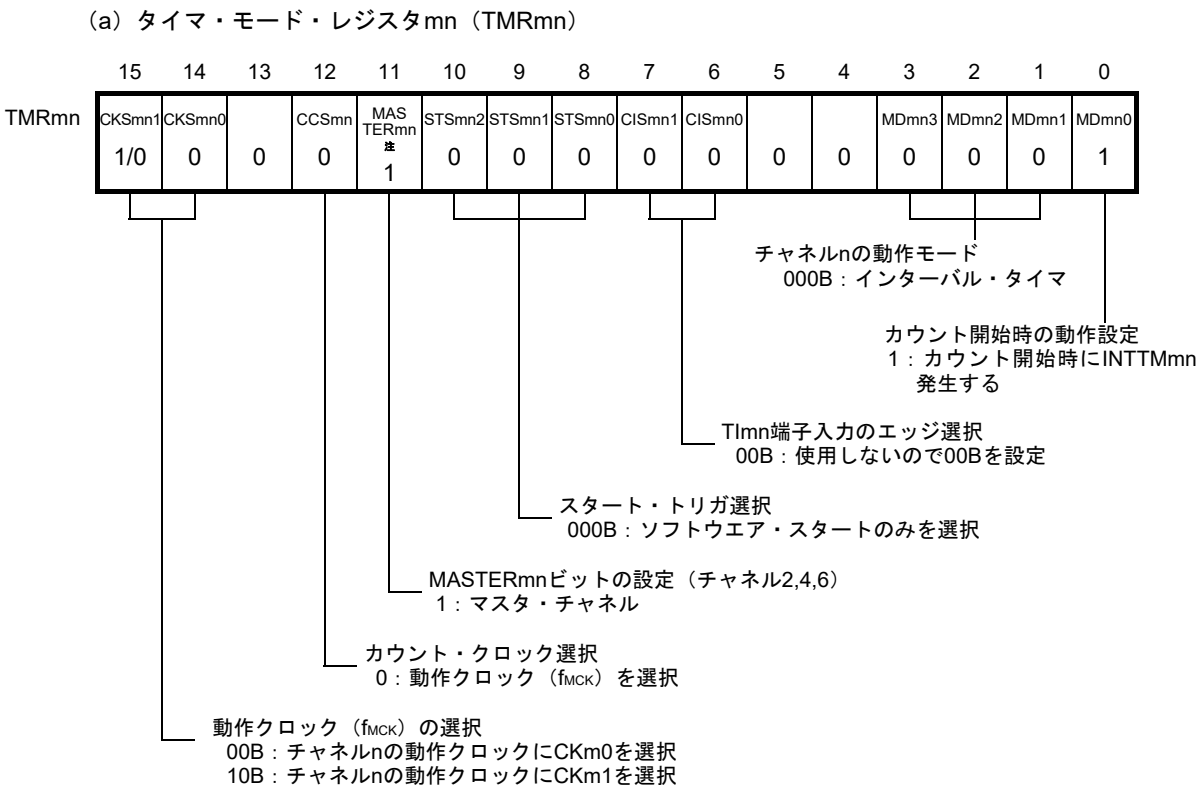 （a）タイマ・モード・レジスタmn（TMRmn）
15 14 13 12 11 10 9 8 7 6 5 4 3 2 1 0
TMRmn
CKSmn1 CKSmn0 CCSmn MAS STSmn2 STSmn1 STSmn0 CISmn1 CISmn0 MDmn3 MDmn2 MDmn1 MDmn0
TERmn
注
1/0 0 0 0 1 0 0 0 0 0 0 0 0 0 0 1
チャネルnの動作モード
000B：インターバル・タイマ
カウント開始時の動作設定
1：カウント開始時にINTTMmn
発生する
TImn端子入力のエッジ選択
00B：使用しないので00Bを設定
スタート・トリガ選択
000B：ソフトウエア・スタートのみを選択
MASTERmnビットの設定（チャネル2,4,6）
1：マスタ・チャネル
カウント・クロック選択
0：動作クロック（fMCK）を選択
動作クロック（fMCK）の選択
00B：チャネルnの動作クロックにCKm0を選択
10B：チャネルnの動作クロックにCKm1を選択